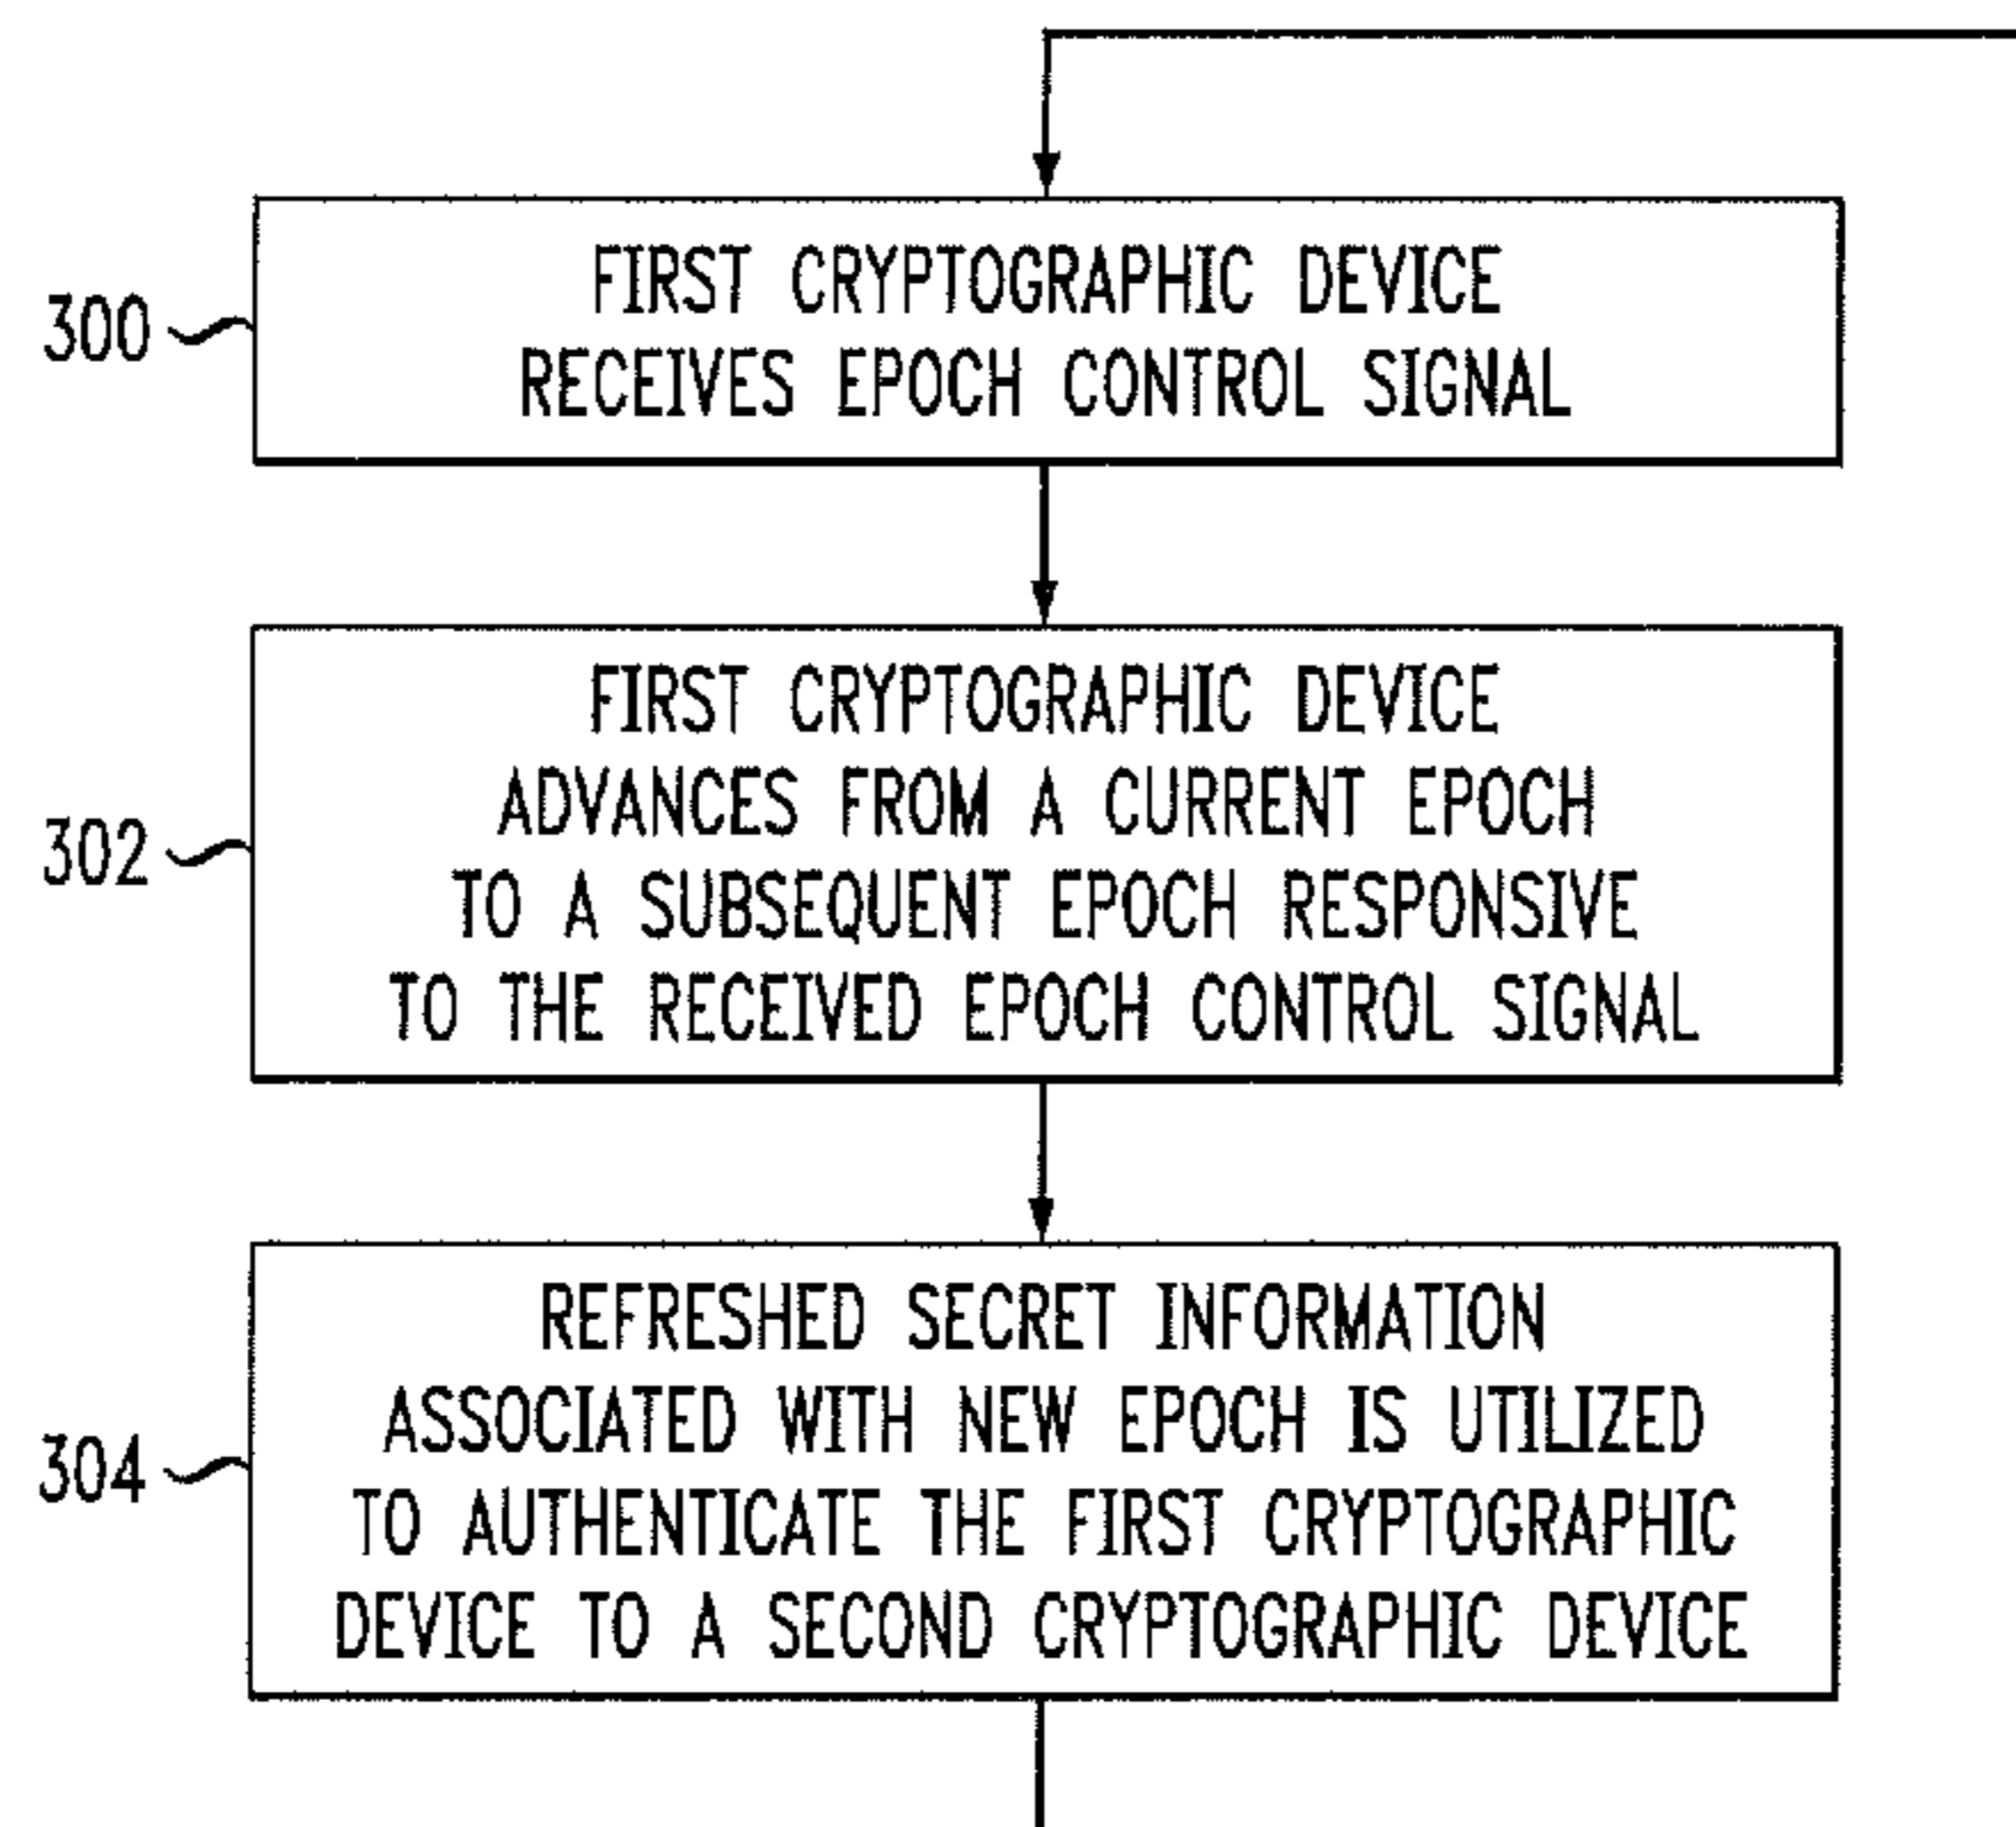 300
FIRST CRYPTOGRAPHIC DEVICE
RECEIVES EPOCH CONTROL SIGNAL
302
FIRST CRYPTOGRAPHIC DEVICE
ADVANCES FROM A CURRENT EPOCH
TO A SUBSEQUENT EPOCH RESPONSIVE
TO THE RECEIVED EPOCH CONTROL SIGNAL
304
REFRESHED SECRET INFORMATION
ASSOCIATED WITH NEW EPOCH IS UTILIZED
TO AUTHENTICATE THE FIRST CRYPTOGRAPHIC
DEVICE TO A SECOND CRYPTOGRAPHIC DEVICE